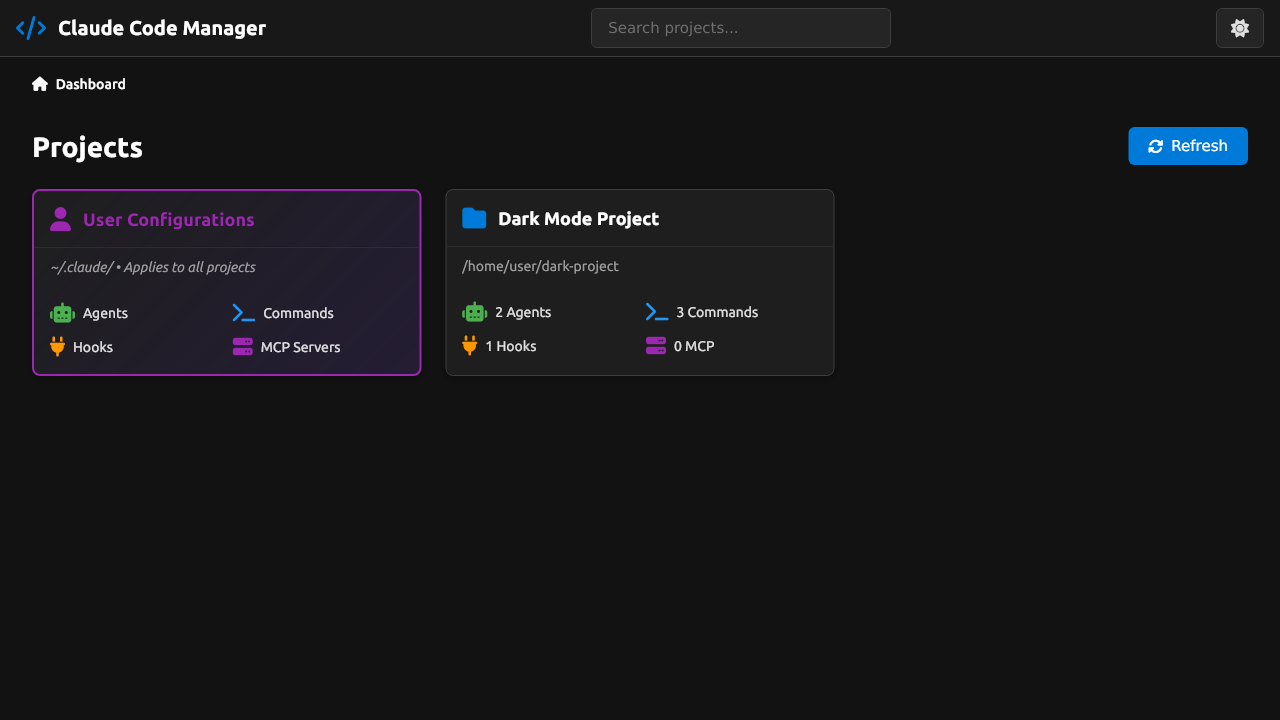 Claude Code Manager
Search projects...
Dashboard
Projects
Refresh
User Configurations
~/.claude/ • Applies to all projects
Agents
Commands
Hooks
MCP Servers
Dark Mode Project
/home/user/dark-project
2 Agents
3 Commands
1 Hooks
0 MCP